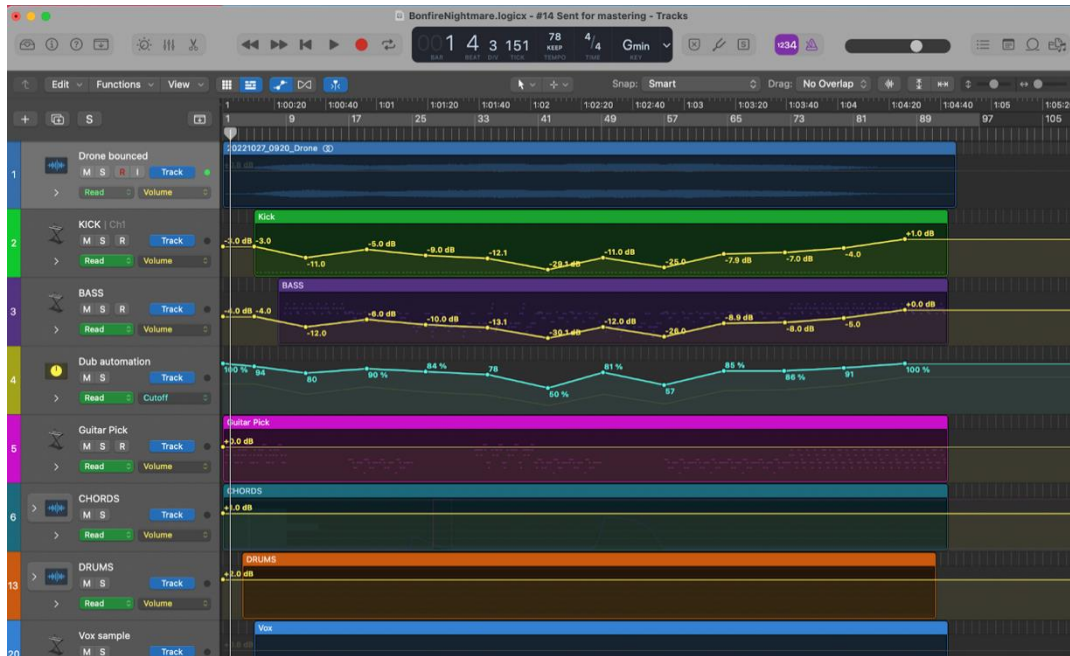 BonfireNightmare.logicx - #14 Sent for mastering - Tracks
001 4 3 151 78 KEEP 4/4 Gmin
BAR BEAT DIV TICK TEMPO TIME KEY
1234
Edit Functions View Snap: Smart Drag: No Overlap
1 1:00:20 1:00:40 1:01 1:01:20 1:01:40 1:02 1:02:20 1:02:40 1:03 1:03:20 1:03:40 1:04 1:04:20 1:04:40 1:05 1:05:2
S 1 9 17 25 33 41 49 57 65 73 81 89 97 105
20221027_0920_Drone
1 Drone bounced
M S R I Track
Read Volume
Kick
2 KICK | Ch1
M S R Track
Read Volume
-3.0 dB -3.0 -11.0 -5.0 dB -9.0 dB -12.1 -29.1 dB -11.0 dB -25.0 -7.9 dB -7.0 dB -4.0 +1.0 dB
BASS
3 BASS
M S R Track
Read Volume
-4.0 dB -4.0 -12.0 -6.0 dB -10.0 dB -13.1 -30.1 dB -12.0 dB -26.0 -8.9 dB -8.0 dB -5.0 +0.0 dB
4 Dub automation
M S Track
Read Cutoff
100 % 94 80 90 % 84 % 78 50 % 81 % 57 85 % 86 % 91 100 %
Guitar Pick
5 Guitar Pick
M S R Track
Read Volume
+0.0 dB
CHORDS
6 CHORDS
M S Track
Read Volume
+1.0 dB
DRUMS
13 DRUMS
M S Track
Read Volume
+2.0 dB
Vox
20 Vox sample
M S Track